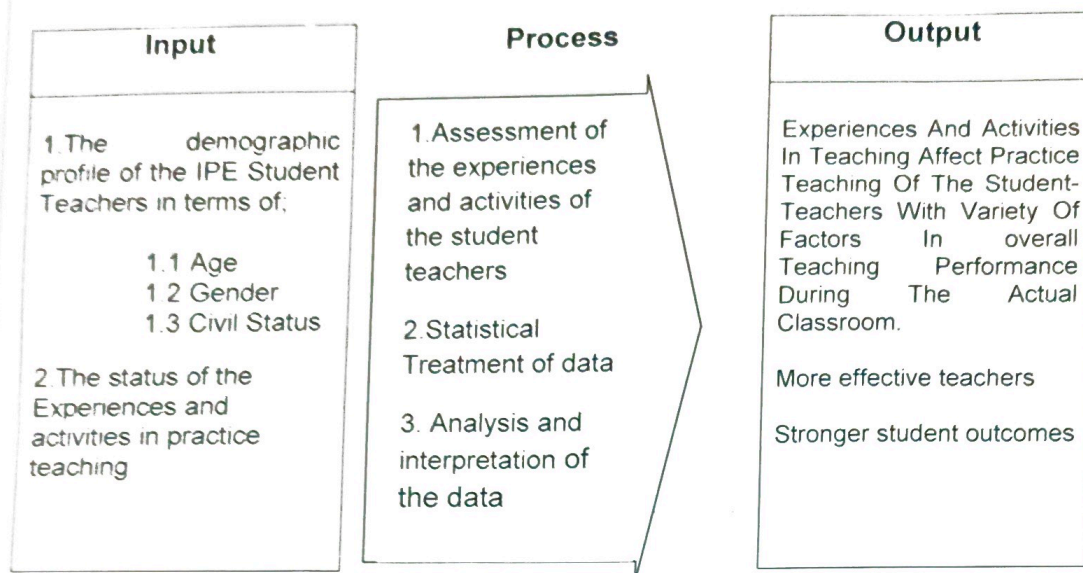 Input
1.The demographic
profile of the IPE Student
Teachers in terms of;
1.1 Age
1.2 Gender
1.3 Civil Status
2.The status of the
Experiences and
activities in practice
teaching
Process
1.Assessment of
the experiences
and activities of
the student
teachers
2.Statistical
Treatment of data
3. Analysis and
interpretation of
the data
Output
Experiences And Activities
In Teaching Affect Practice
Teaching Of The Student-
Teachers With Variety Of
Factors In overall
Teaching Performance
During The Actual
Classroom.
More effective teachers
Stronger student outcomes